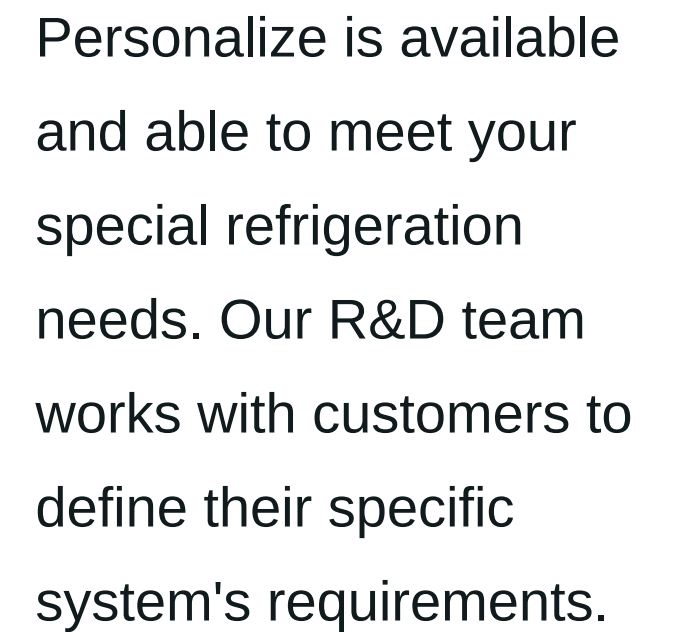 Personalize is available
and able to meet your
special refrigeration
needs. Our R&D team
works with customers to
define their specific
system's requirements.